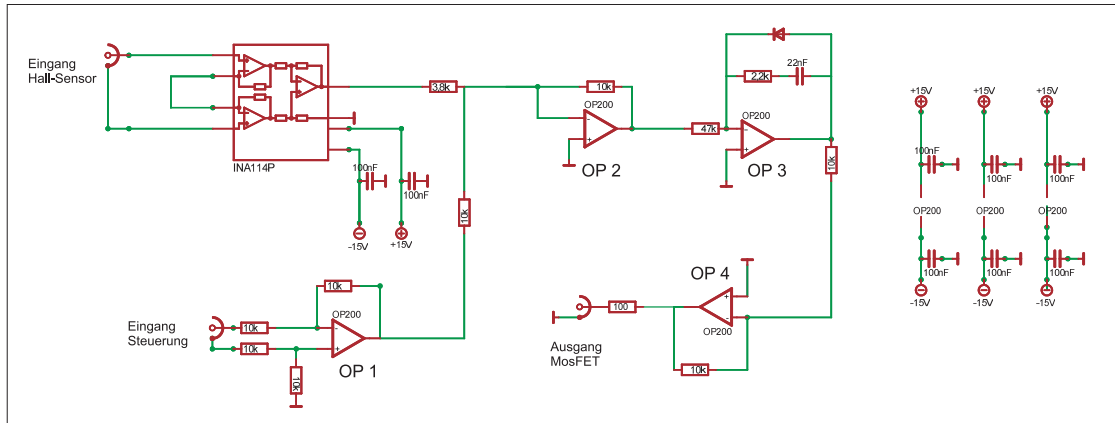 Eingang
Hall-Sensor
INA114P
3.8k
100nF
100nF
-15V
+15V
10k
10k
OP200
OP 2
22nF
2.2k
OP200
47k
OP 3
10k
+15V
+15V
+15V
100nF
100nF
100nF
OP200
OP200
OP200
100nF
100nF
100nF
-15V
-15V
-15V
Eingang
Steuerung
10k
10k
10k
10k
OP200
OP 1
OP 4
OP200
100
10k
Ausgang
MosFET